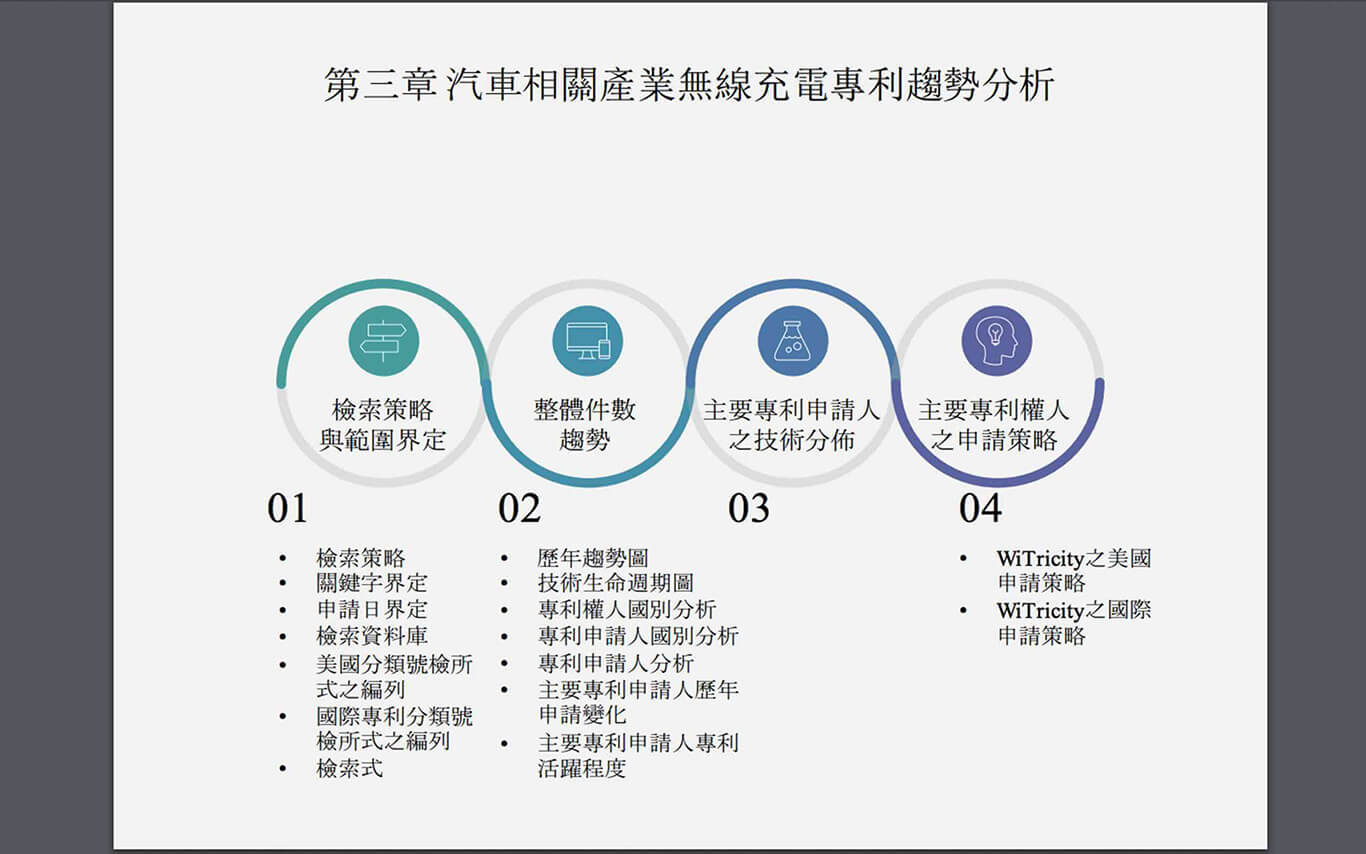 第三章 汽車相關產業無線充電專利趨勢分析
檢索策略
與範圍界定
整體件數
趨勢
主要專利申請人
之技術分佈
主要專利權人
之申請策略
01
• 檢索策略
• 關鍵字界定
• 申請日界定
• 檢索資料庫
• 美國分類號檢所
式之編列
• 國際專利分類號
檢所式之編列
• 檢索式
02
• 歷年趨勢圖
• 技術生命週期圖
• 專利權人國別分析
• 專利申請人國別分析
• 專利申請人分析
• 主要專利申請人歷年
申請變化
• 主要專利申請人專利
活躍程度
03
04
• WiTricity之美國
申請策略
• WiTricity之國際
申請策略